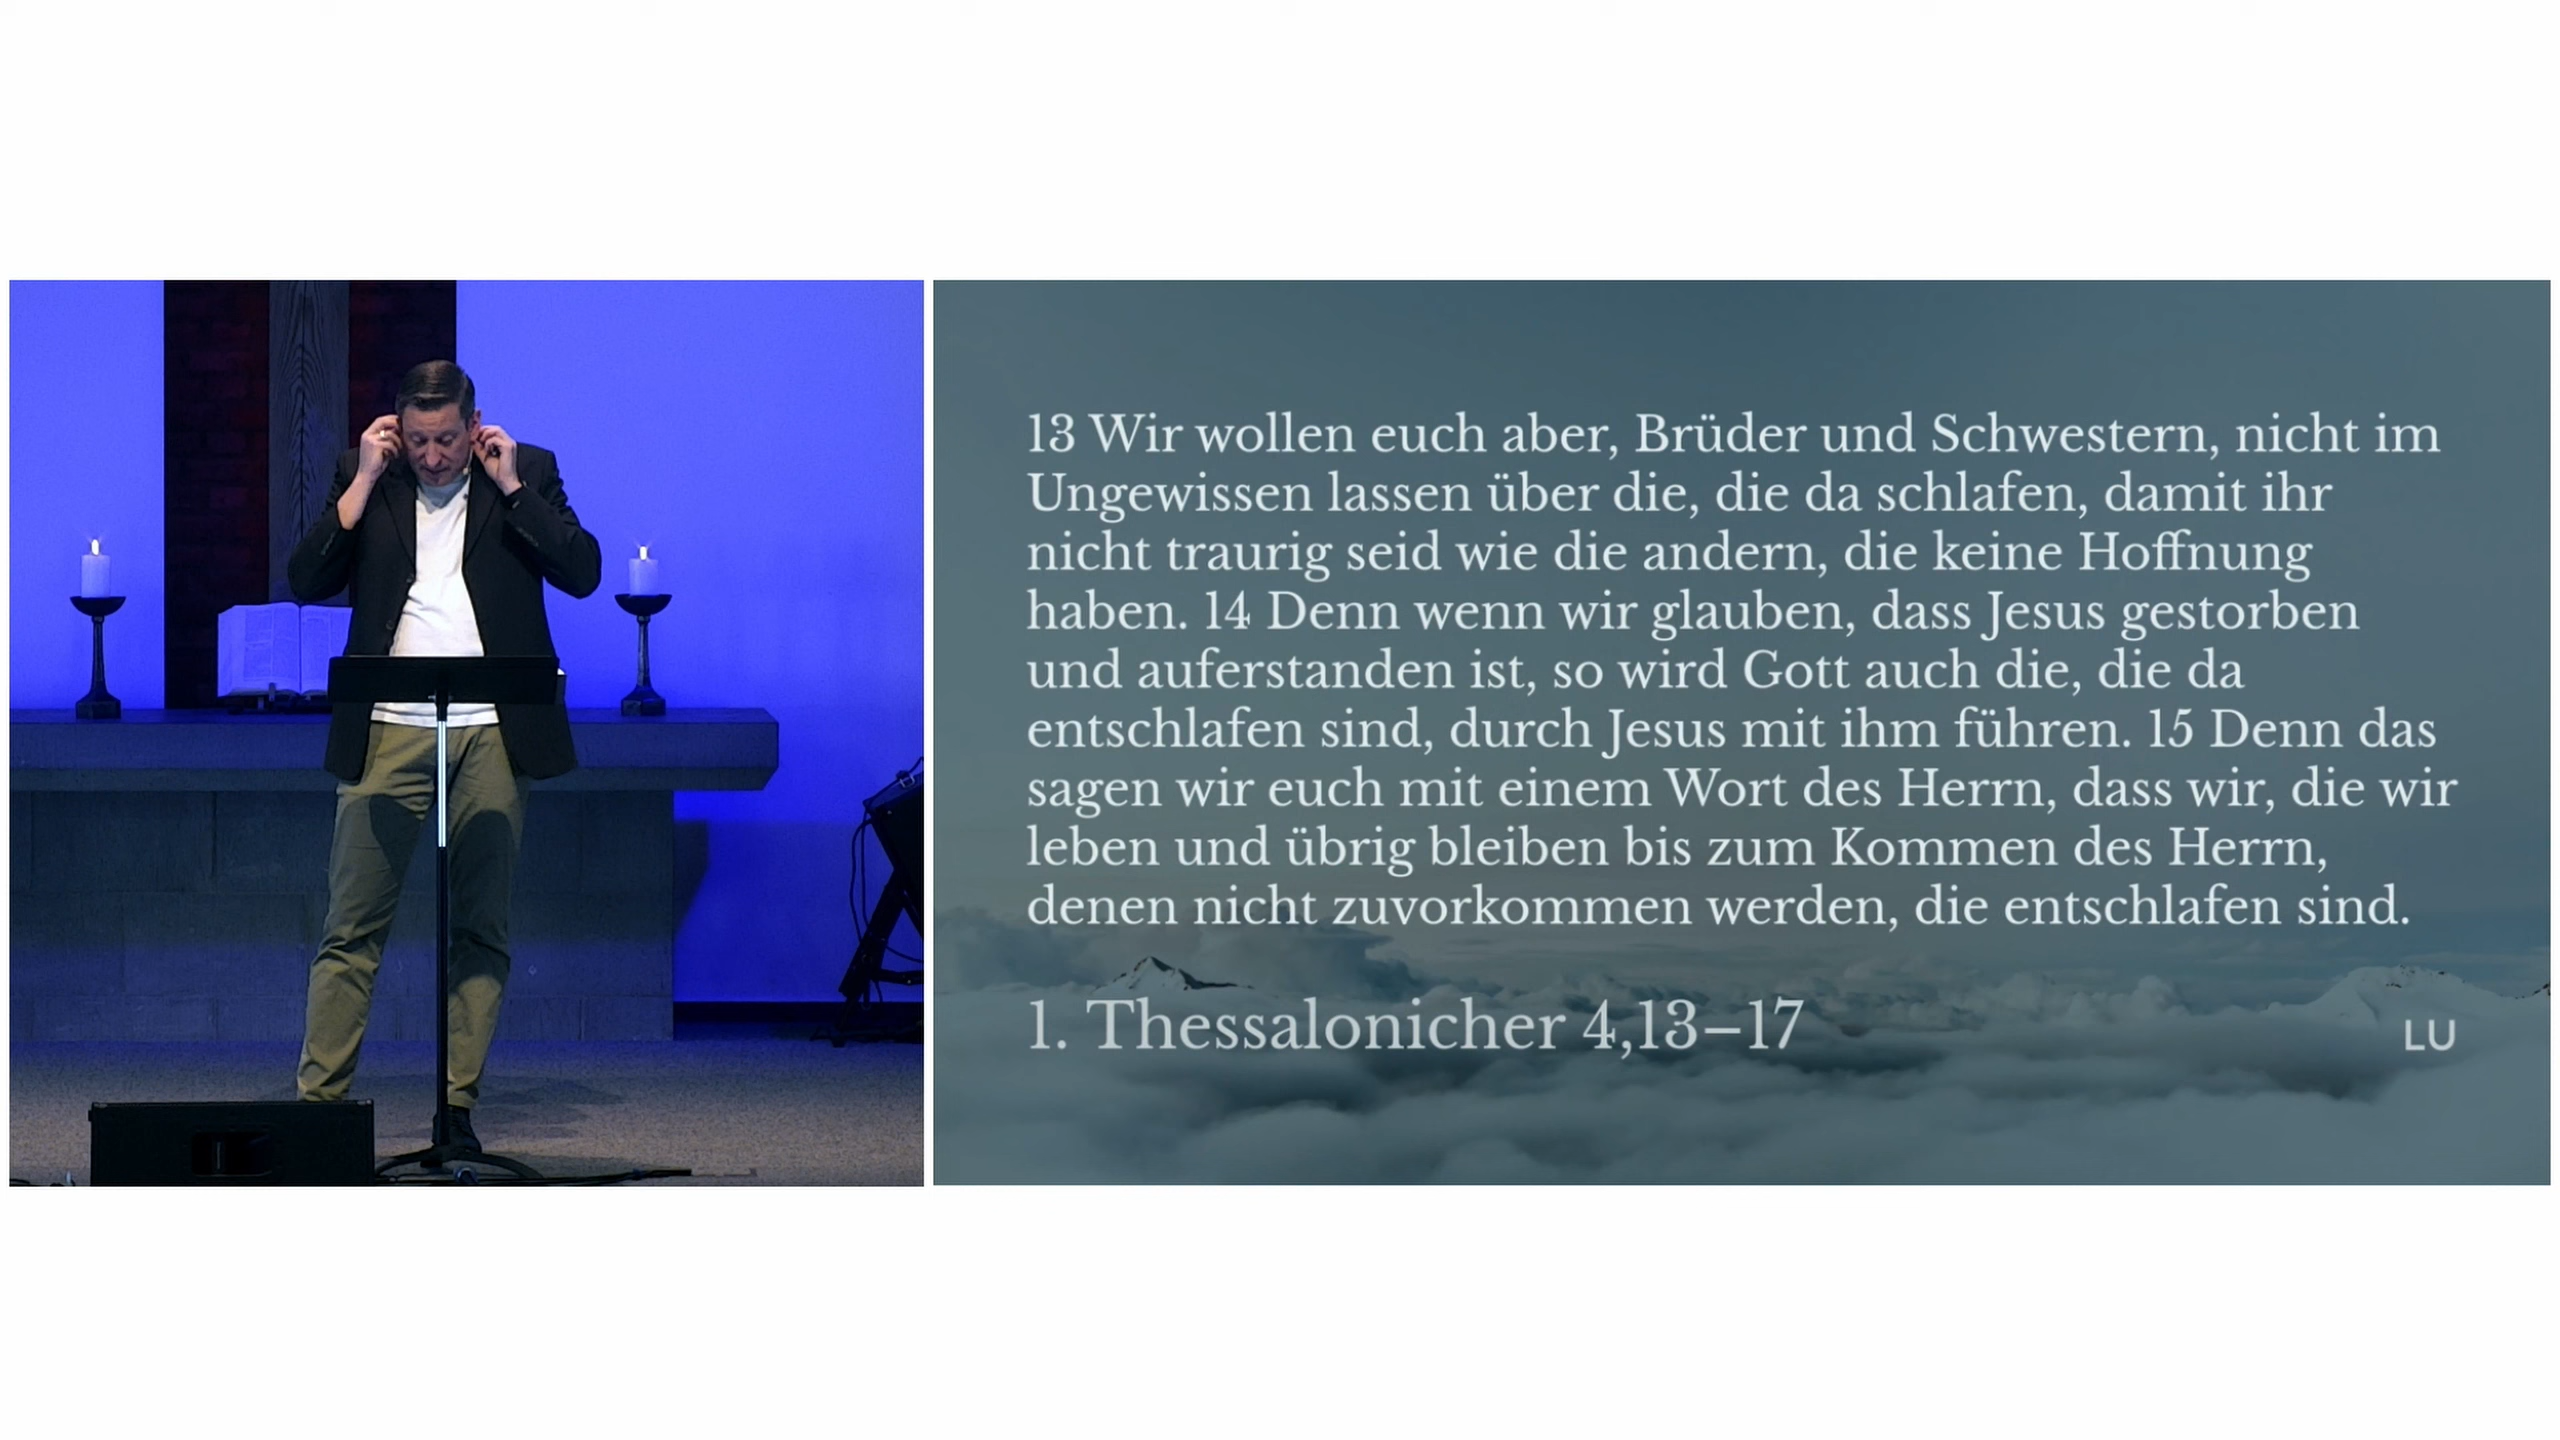 13 Wir wollen euch aber, Brüder und Schwestern, nicht im
Ungewissen lassen über die, die da schlafen, damit ihr
nicht traurig seid wie die andern, die keine Hoffnung
haben. 14 Denn wenn wir glauben, dass Jesus gestorben
und auferstanden ist, so wird Gott auch die, die da
entschlafen sind, durch Jesus mit ihm führen. 15 Denn das
sagen wir euch mit einem Wort des Herrn, dass wir, die wir
leben und übrig bleiben bis zum Kommen des Herrn,
denen nicht zuvorkommen werden, die entschlafen sind.
1. Thessalonicher 4,13–17
LU